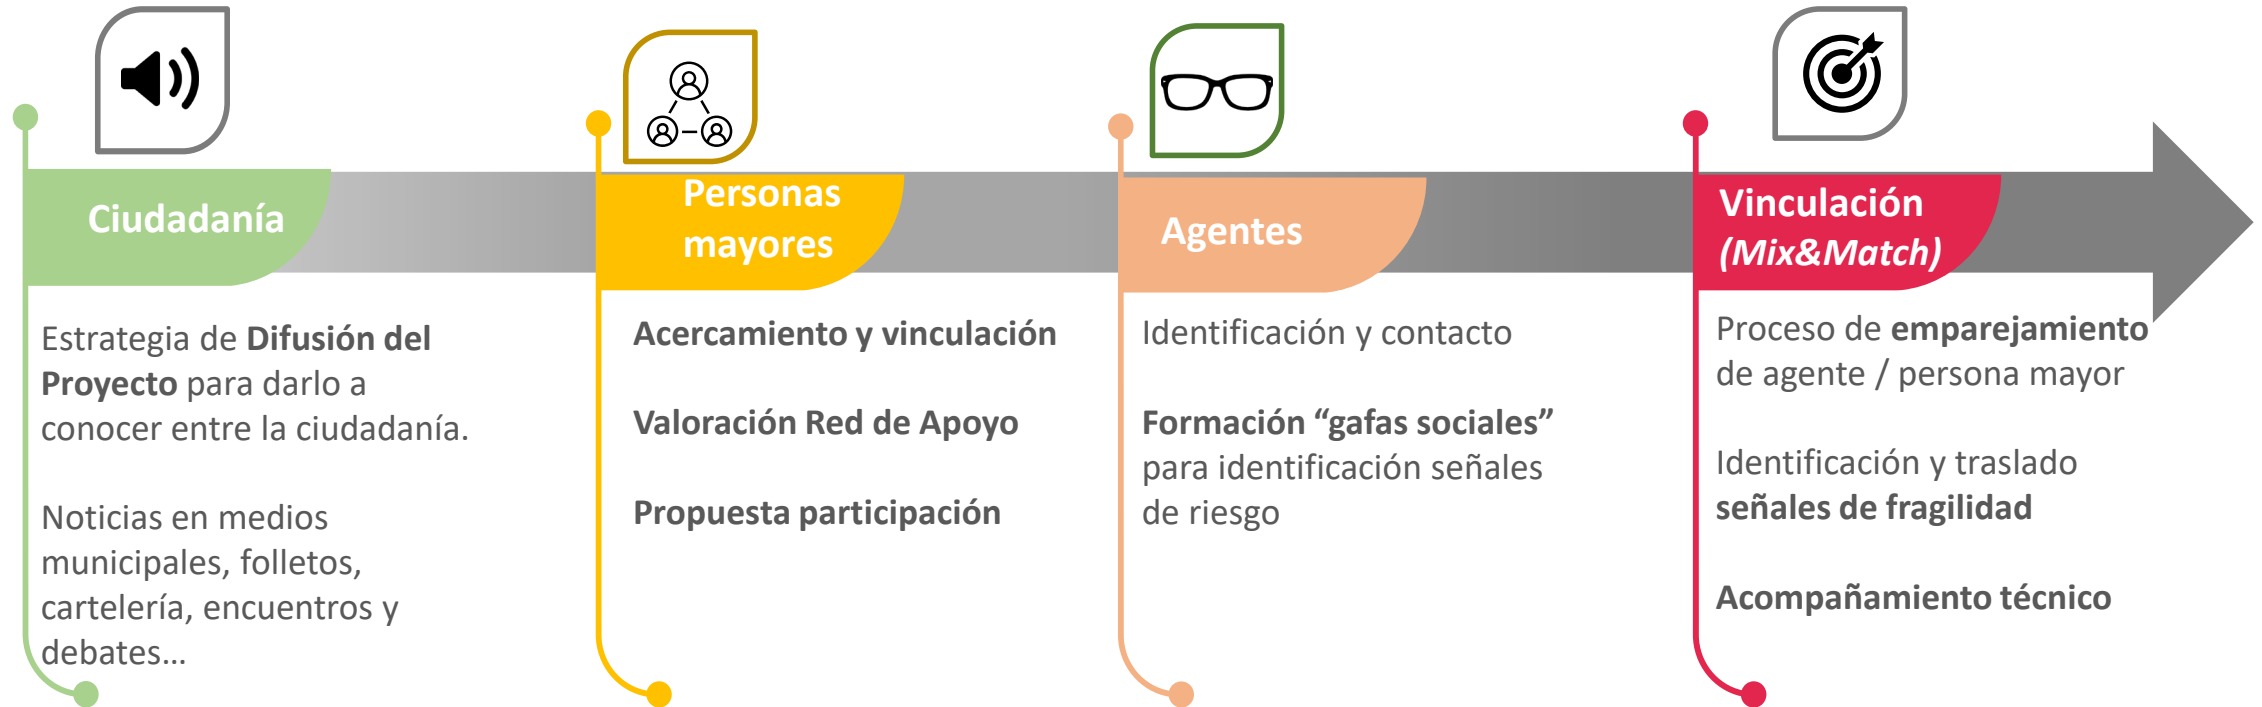 Ciudadanía
Estrategia de Difusión del
Proyecto para darlo a
conocer entre la ciudadanía.
Noticias en medios
municipales, folletos,
cartelería, encuentros y
debates...
Personas
mayores
Acercamiento y vinculación
Valoración Red de Apoyo
Propuesta participación
Agentes
Identificación y contacto
Formación “gafas sociales”
para identificación señales
de riesgo
Vinculación
(Mix&Match)
Proceso de emparejamiento
de agente / persona mayor
Identificación y traslado
señales de fragilidad
Acompañamiento técnico